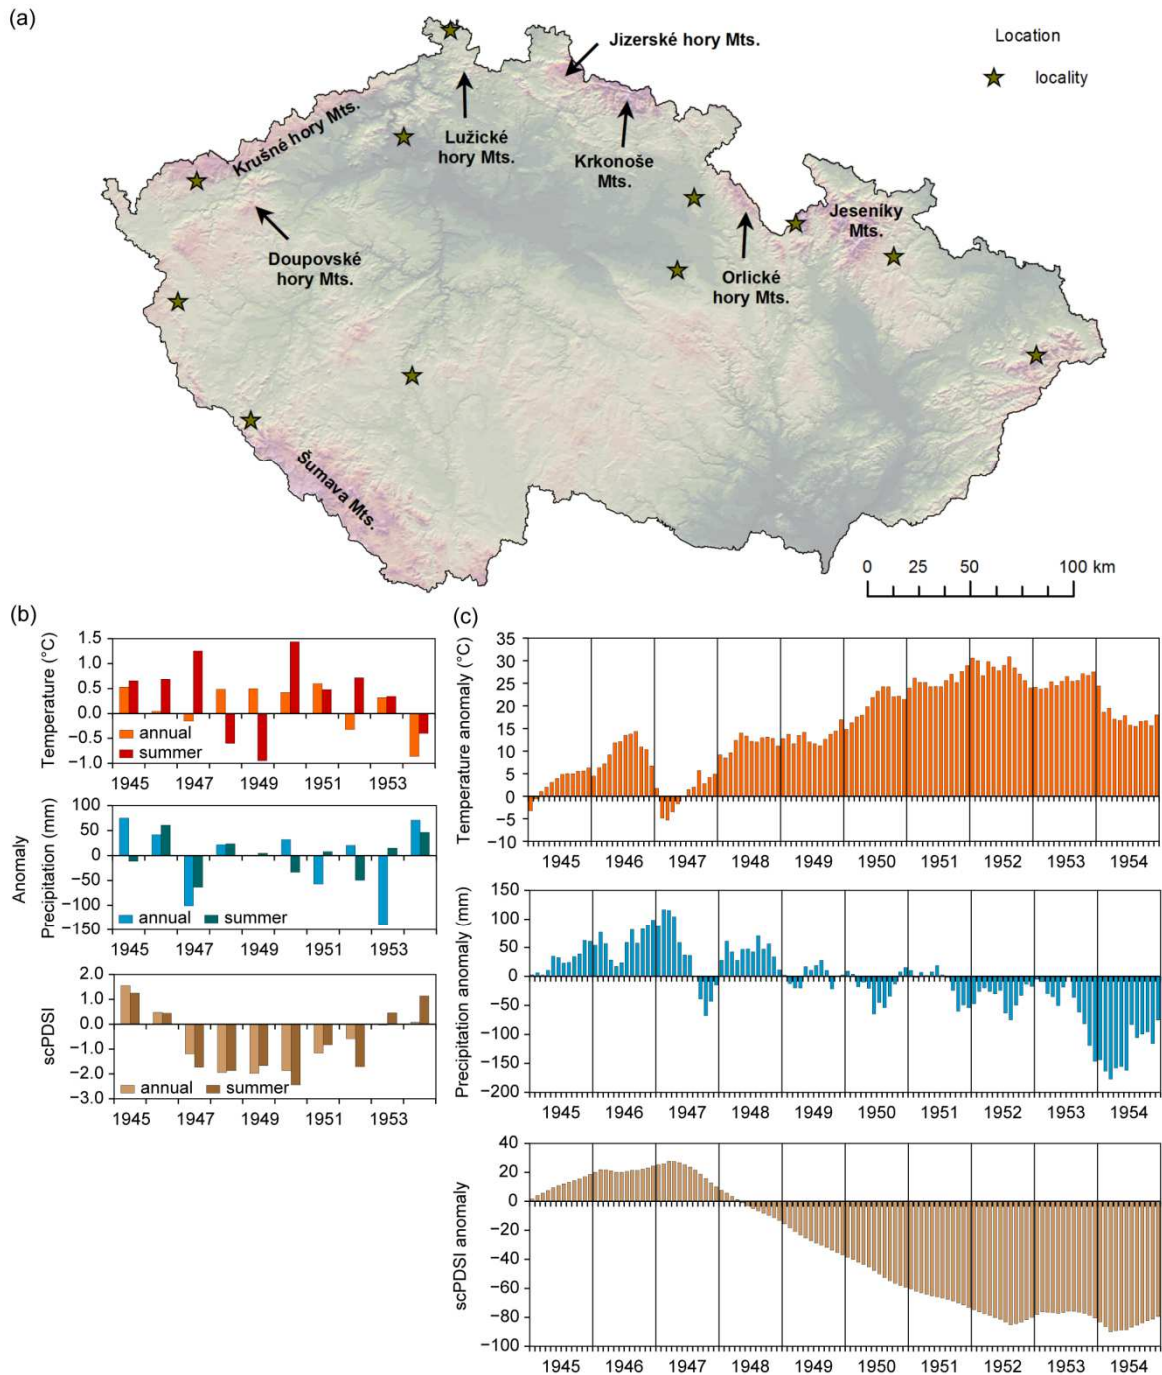 (a)
Jizerské hory Mts.
Location
locality
Krušné hory Mts.
Lužické
hory Mts.
Krkonoše
Mts.
Doupovské
hory Mts.
Orlické
hory Mts.
Jeseníky
Mts.
Šumava Mts.
0 25 50 100 km
(b)
Anomaly
Temperature (°C)
1.5
1.0
0.5
0.0
−0.5
−1.0
annual
summer
1945 1947 1949 1951 1953
Precipitation (mm)
100
50
0
−50
−100
−150
annual summer
1945 1947 1949 1951 1953
scPDSI
2.0
1.0
0.0
−1.0
−2.0
−3.0
annual summer
1945 1947 1949 1951 1953
(c)
Temperature anomaly (°C)
35
30
25
20
15
10
5
0
−5
−10
1945 1946 1947 1948 1949 1950 1951 1952 1953 1954
Precipitation anomaly (mm)
150
100
50
0
−50
−100
−150
−200
1945 1946 1947 1948 1949 1950 1951 1952 1953 1954
scPDSI anomaly
40
20
0
−20
−40
−60
−80
−100
1945 1946 1947 1948 1949 1950 1951 1952 1953 1954